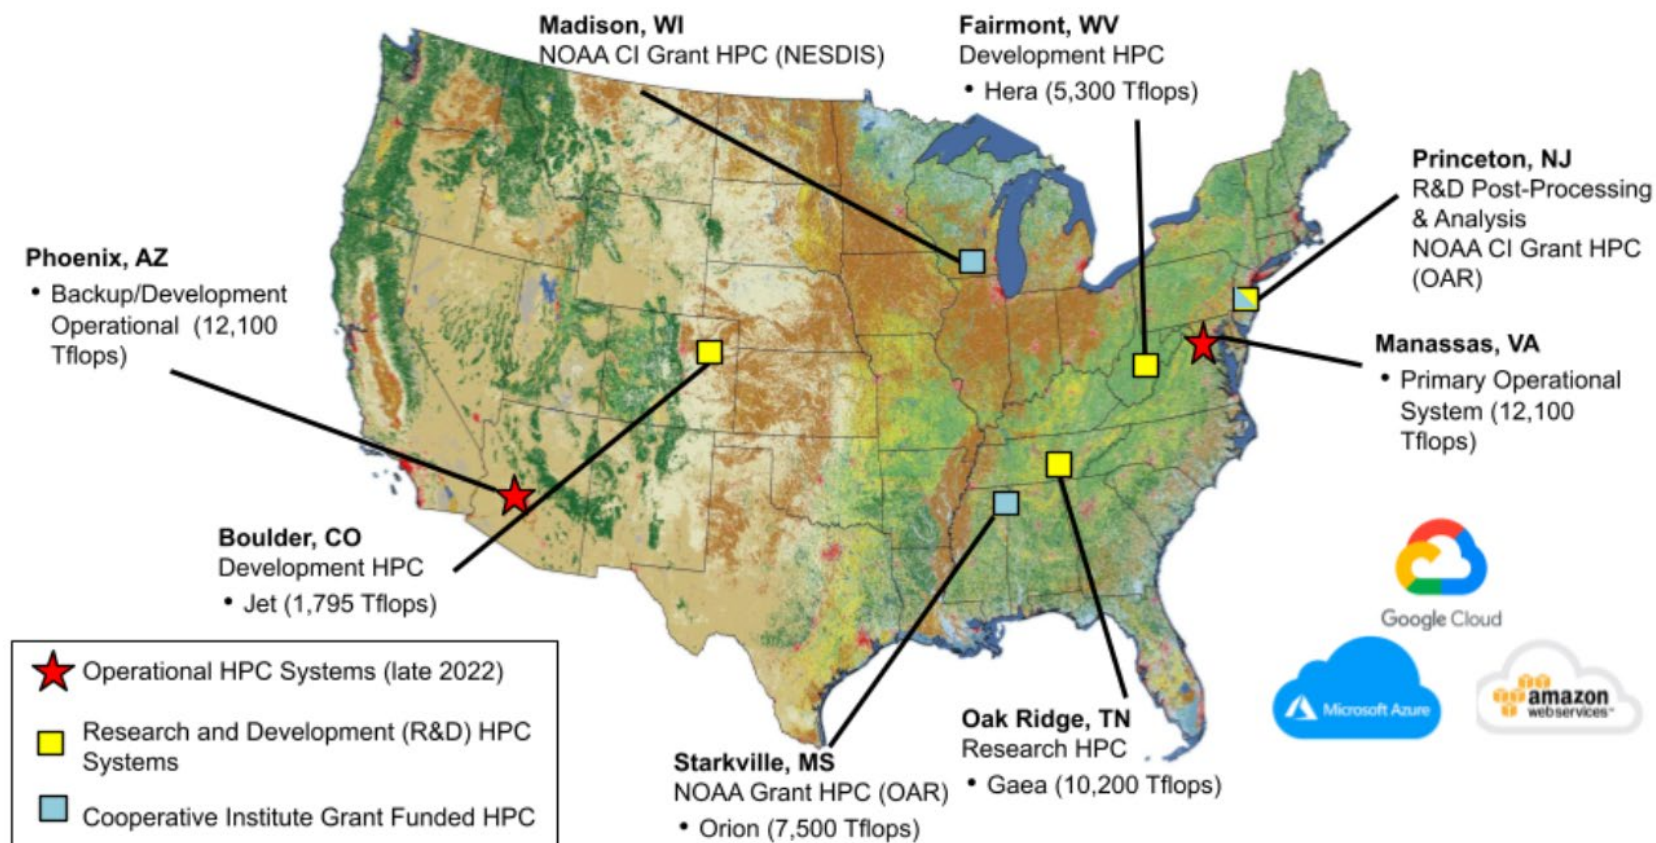 Madison, WI
NOAA CI Grant HPC (NESDIS)
Fairmont, WV
Development HPC
• Hera (5,300 Tflops)
Princeton, NJ
R&D Post-Processing
& Analysis
NOAA CI Grant HPC
(OAR)
Phoenix, AZ
• Backup/Development
Operational (12,100
Tflops)
Manassas, VA
• Primary Operational
System (12,100
Tflops)
Boulder, CO
Development HPC
• Jet (1,795 Tflops)
Google Cloud
Microsoft Azure
amazon
webservices™
Oak Ridge, TN
Research HPC
• Gaea (10,200 Tflops)
Starkville, MS
NOAA Grant HPC (OAR)
• Orion (7,500 Tflops)
Operational HPC Systems (late 2022)
Research and Development (R&D) HPC
Systems
Cooperative Institute Grant Funded HPC